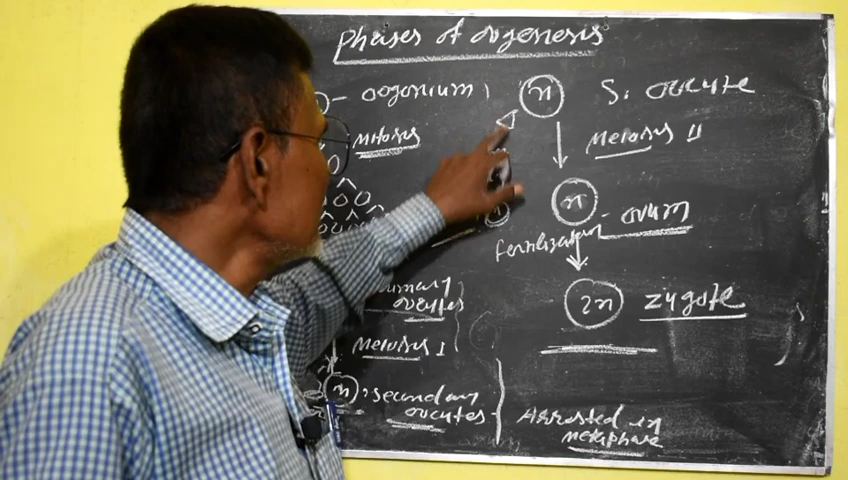 Phases of oogenesis
- oogonium
Mitosis
n
primary
oocytes
Meiosis I
n
secondary
oocytes
Arrested in
metaphase
n S. oocyte
Meiosis II
n - ovum
fertilization
2n zygote